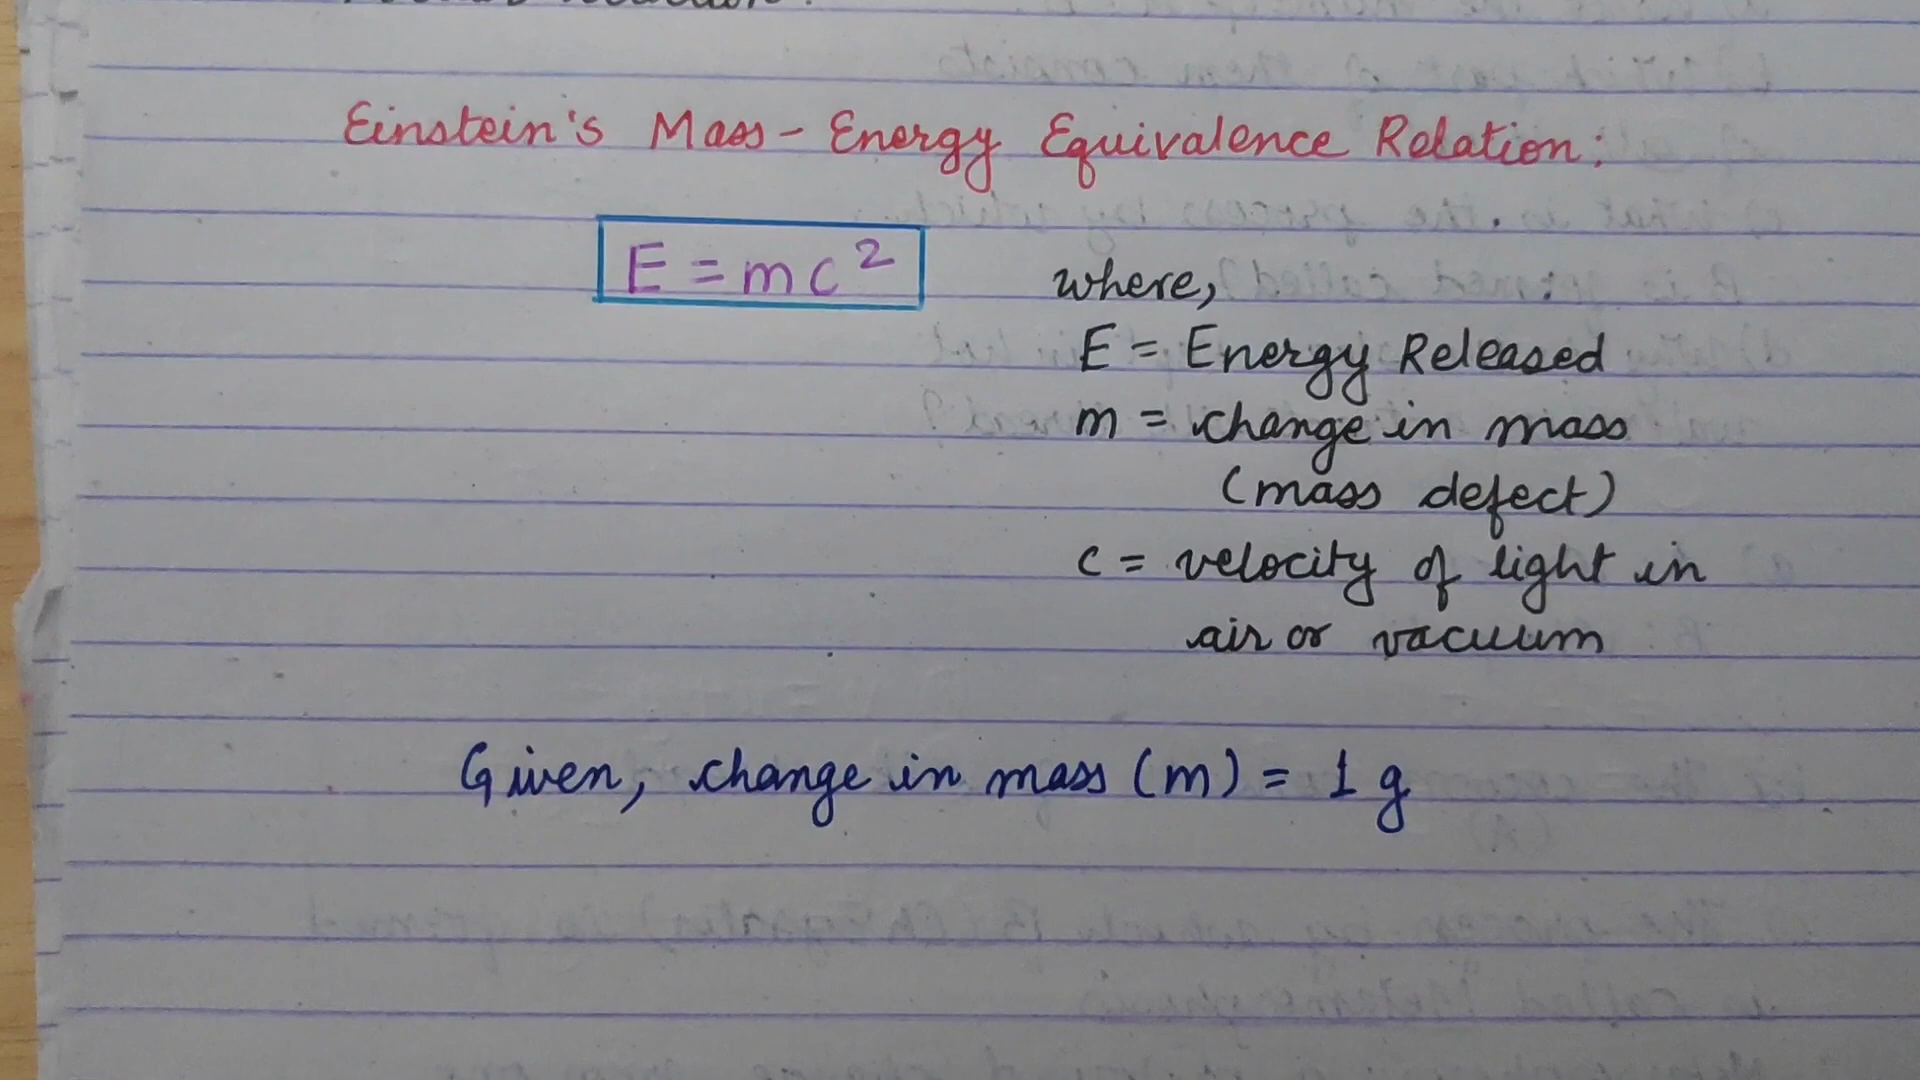 Einstein's Mass - Energy Equivalence Relation:
E = mc²
where,
E = Energy Released
m = change in mass
(mass defect)
c = velocity of light in
air or vacuum
Given, change in mass (m) = 1 g